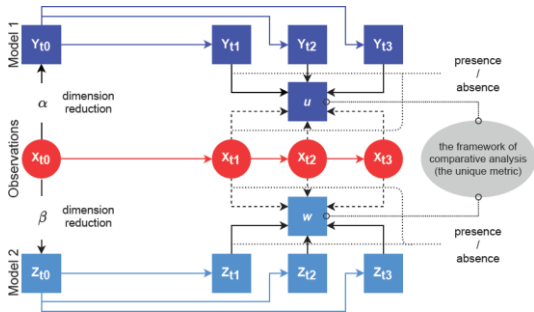 Model 1
Yt0
Yt1
Yt2
Yt3
presence
/
absence
α
dimension
reduction
u
Observations
Xt0
Xt1
Xt2
Xt3
the framework of
comparative analysis
(the unique metric)
β
dimension
reduction
w
presence
/
absence
Model 2
Zt0
Zt1
Zt2
Zt3